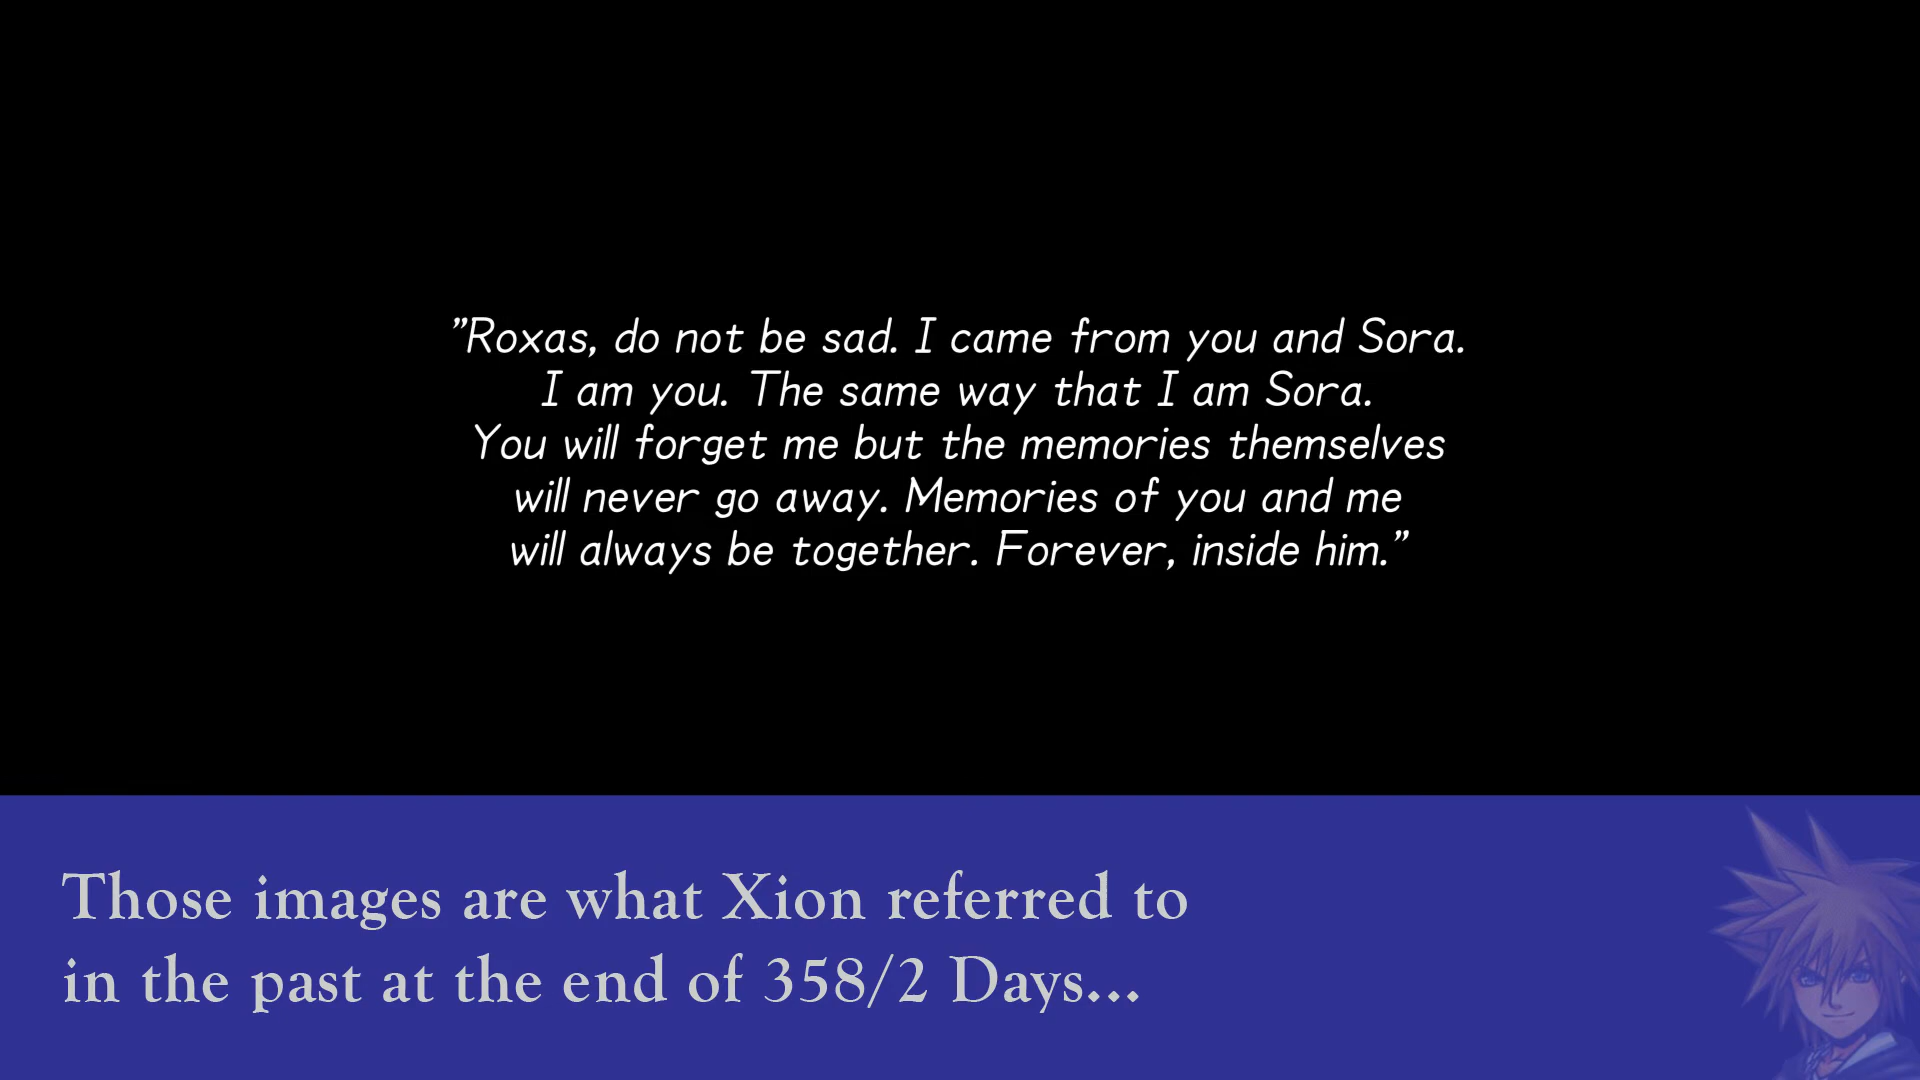 "Roxas, do not be sad. I came from you and Sora.
I am you. The same way that I am Sora.
You will forget me but the memories themselves
will never go away. Memories of you and me
will always be together. Forever, inside him."
Those images are what Xion referred to
in the past at the end of 358/2 Days...